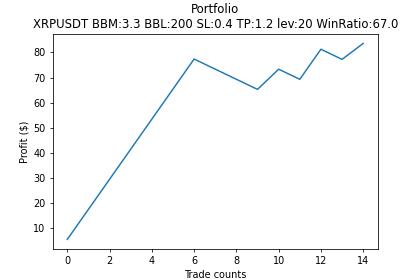 Portfolio
XRPUSDT BBM:3.3 BBL:200 SL:0.4 TP:1.2 lev:20 WinRatio:67.0
80
70
60
50
40
30
20
10
Profit ($)
0 2 4 6 8 10 12 14
Trade counts